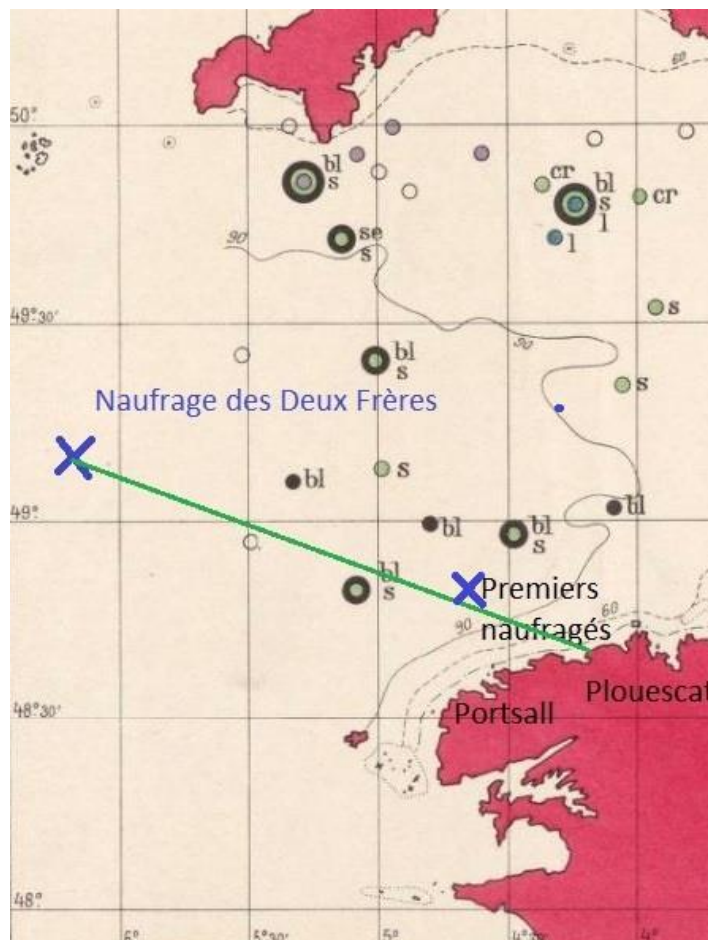 60
50°
bl
s
cr
bl
s
l
cr
l
90
se
s
49°30'
s
90
bl
s
s
Naufrage des Deux Frères
bl
s
bl
49°
bl
bl
s
bl
s
Premiers
naufragés
90
60
Plouescat
Portsall
48°30'
48°
6°
5°30'
5°
4°30'
4°